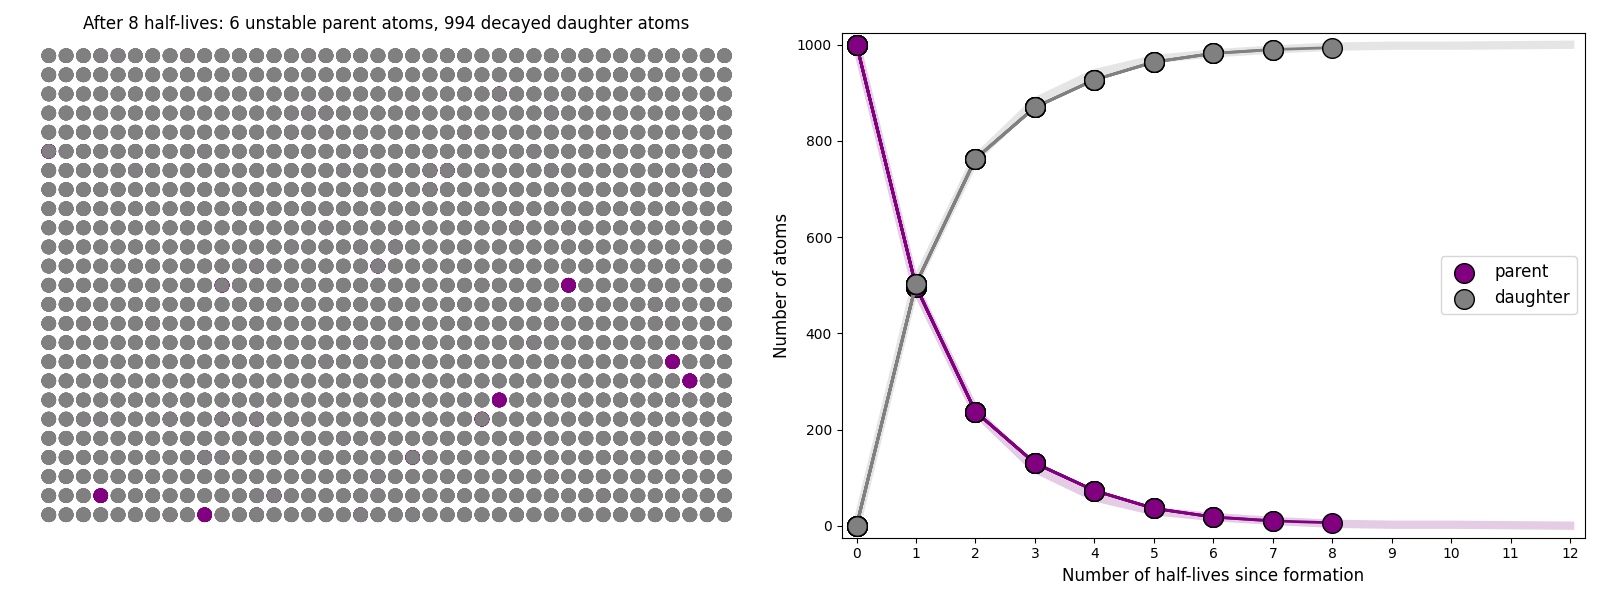 After 8 half-lives: 6 unstable parent atoms, 994 decayed daughter atoms
Number of atoms
1000
800
600
400
200
0
parent
daughter
0 1 2 3 4 5 6 7 8 9 10 11 12
Number of half-lives since formation